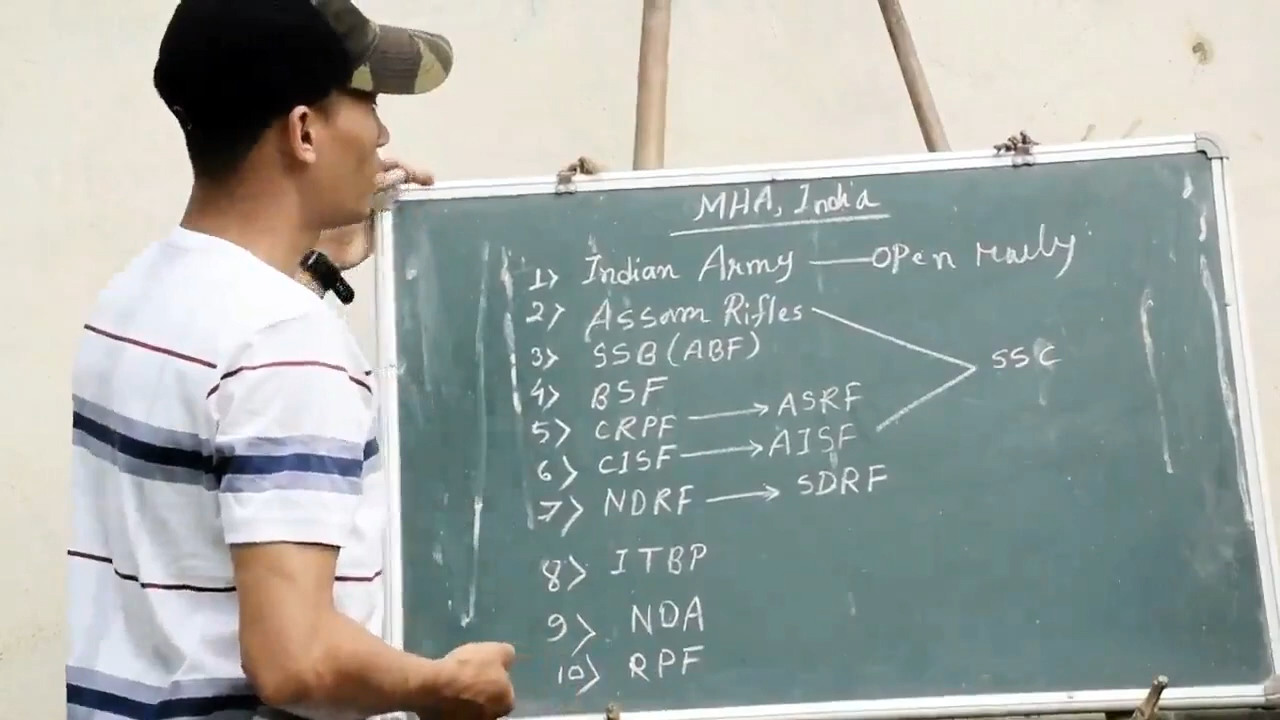 MHA, India
1> Indian Army — OPen rally
2> Assam Rifles
3> SSB (ABF)
SSC
4> BSF
5> CRPF → ASRF
6> CISF → AISF
7> NDRF → SDRF
8> ITBP
9> NDA
10> RPF